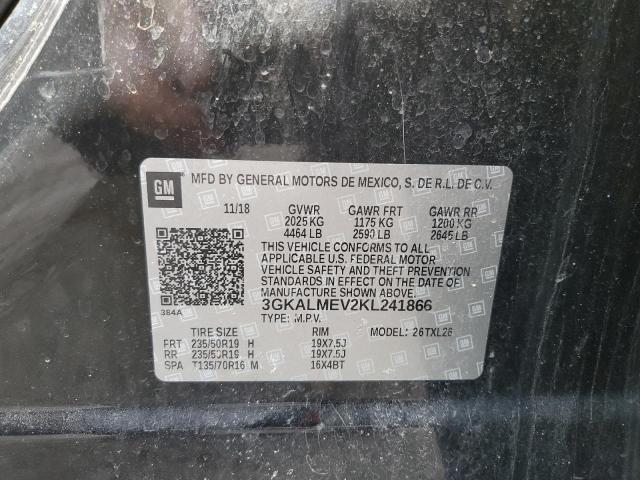 GM
MFD BY GENERAL MOTORS DE MEXICO, S. DE R.L. DE C.V.
11/18 GVWR GAWR FRT GAWR RR
2025 KG 1175 KG 1200 KG
4464 LB 2590 LB 2645 LB
THIS VEHICLE CONFORMS TO ALL
APPLICABLE U.S. FEDERAL MOTOR
VEHICLE SAFETY AND THEFT PREVENTION
STANDARDS IN EFFECT ON THE DATE OF
MANUFACTURE SHOWN ABOVE.
3GKALMEV2KL241866
384A
TYPE: M.P.V.
TIRE SIZE RIM MODEL: 26TXL26
FRT 235/50R19 H 19X7.5J
RR 235/50R19 H 19X7.5J
SPA T135/70R16 M 16X4BT